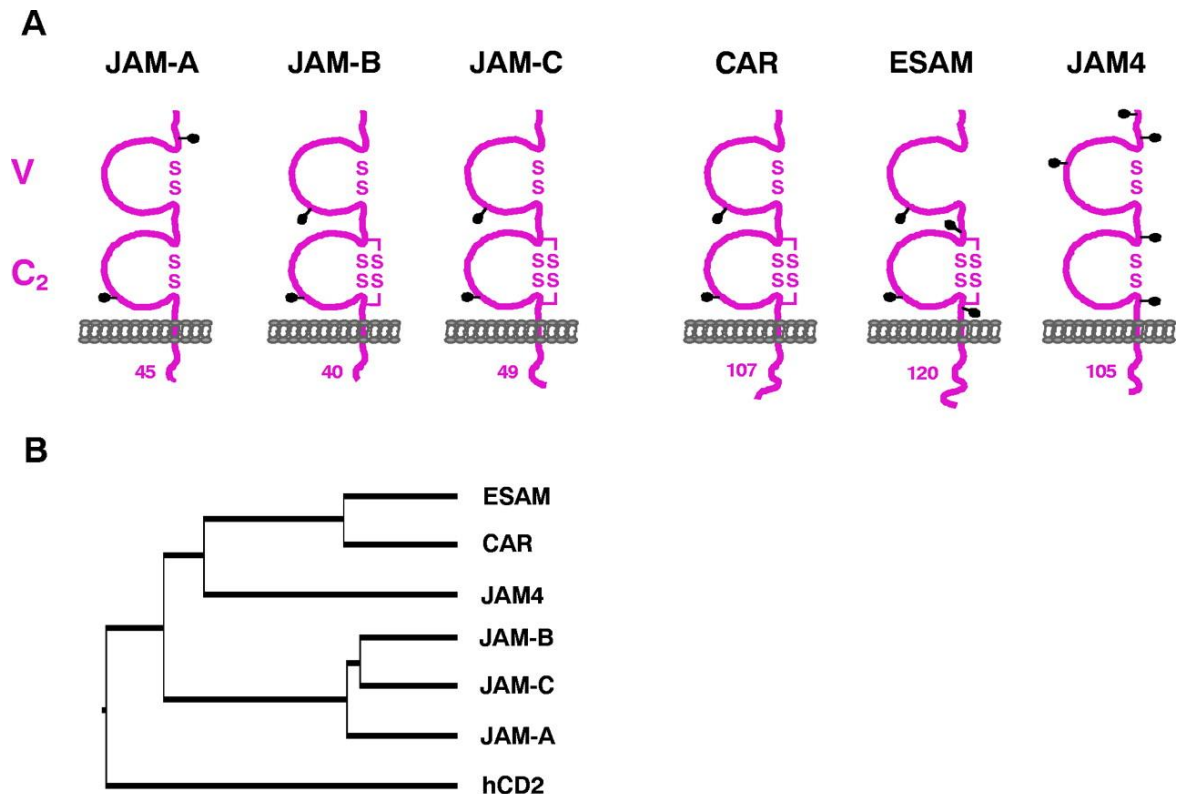 A
JAM-A JAM-B JAM-C CAR ESAM JAM4
V
S S S S S
S S S S S
C2
S SS SS SS SS S
S SS SS SS SS S
45 40 49 107 120 105
B
ESAM
CAR
JAM4
JAM-B
JAM-C
JAM-A
hCD2